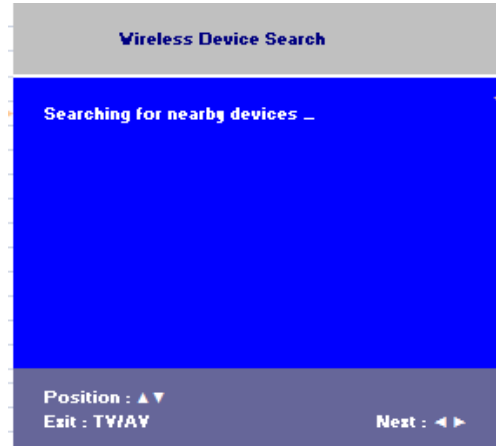 Wireless Device Search
Searching for nearby devices _
Position : ▲▼
Exit : TV/AV
Next : ◄ ►